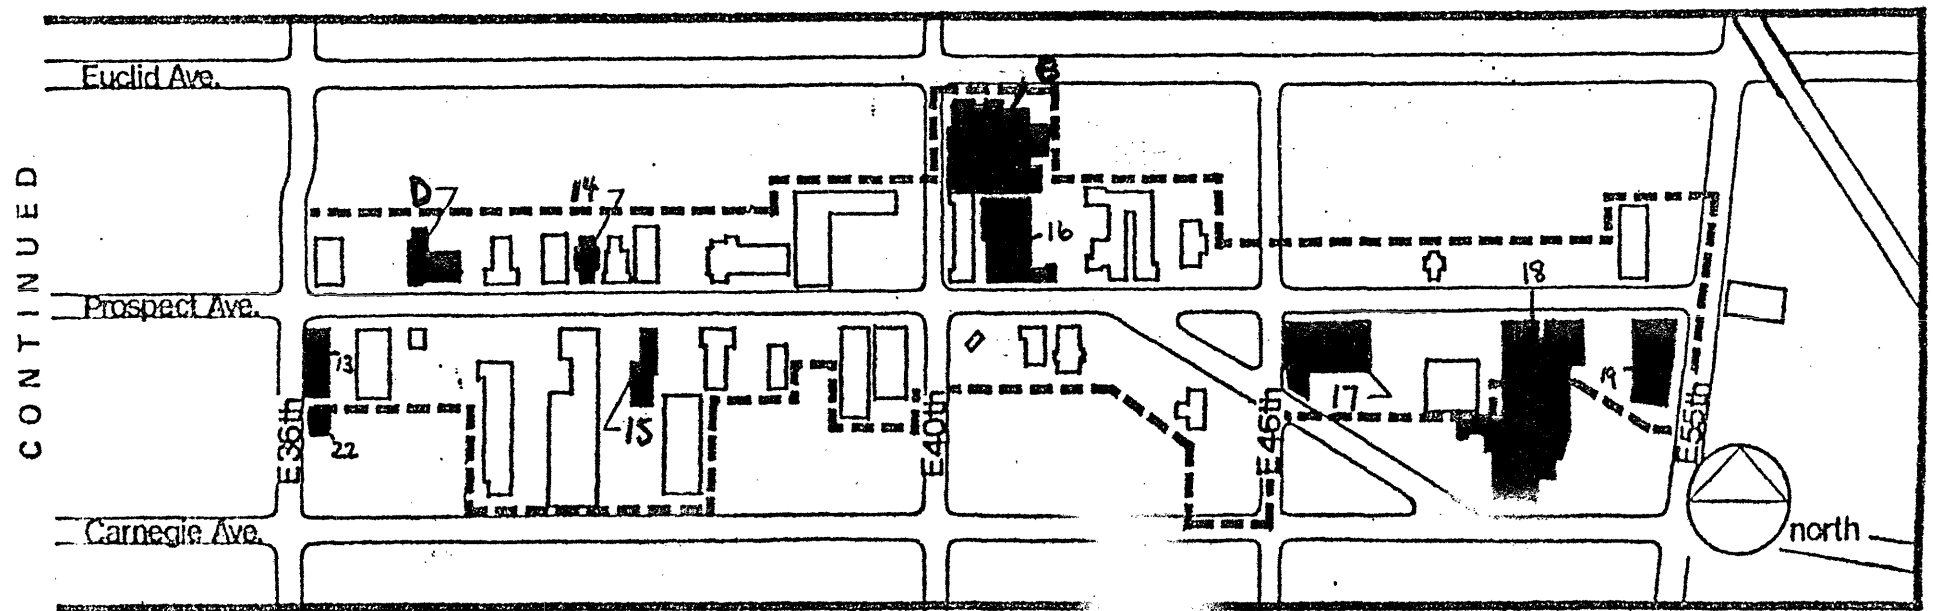 Euclid Ave.
CONTINUED
D
14
16
18
Prospect Ave.
13
22
15
17
19
E36th
E40th
E46th
E55th
Carnegie Ave.
north